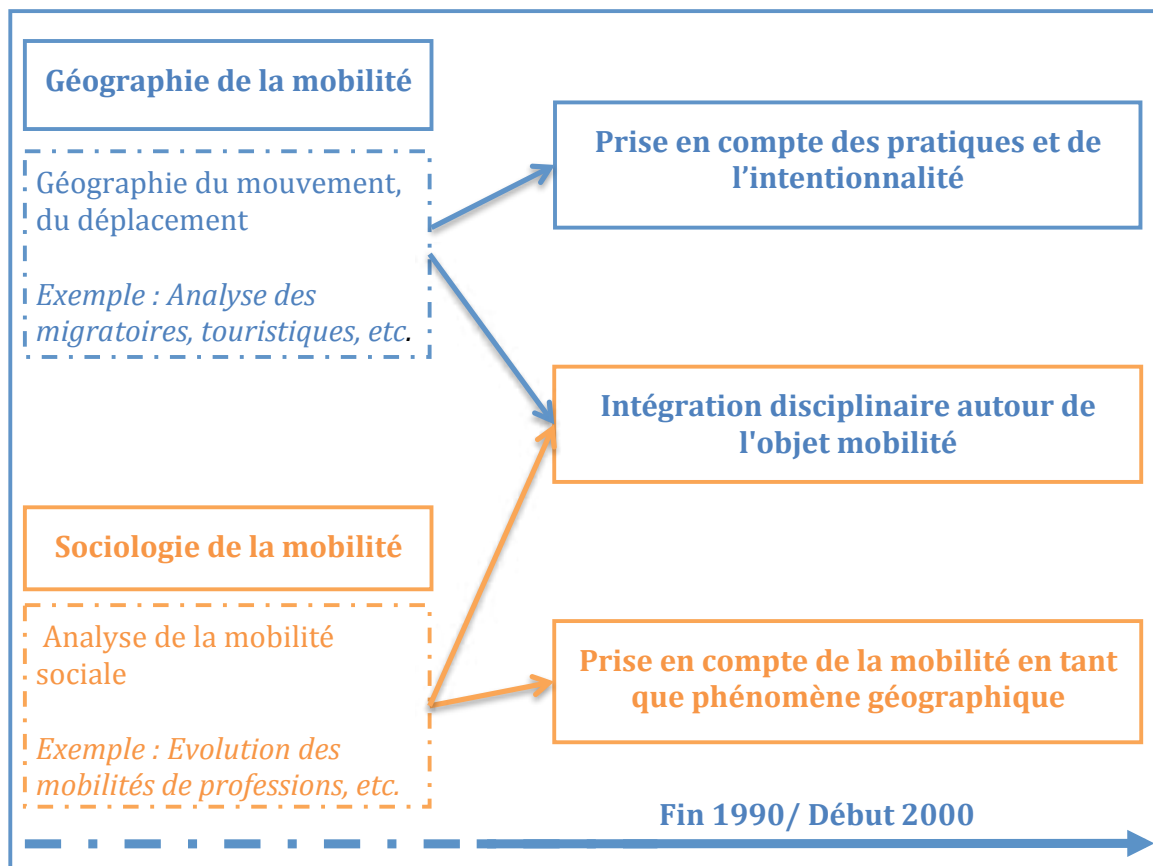 Géographie de la mobilité
Géographie du mouvement,
du déplacement
Exemple : Analyse des
migratoires, touristiques, etc.
Prise en compte des pratiques et de
l’intentionnalité
Intégration disciplinaire autour de
l'objet mobilité
Sociologie de la mobilité
Analyse de la mobilité
sociale
Exemple : Evolution des
mobilités de professions, etc.
Prise en compte de la mobilité en tant
que phénomène géographique
Fin 1990/ Début 2000